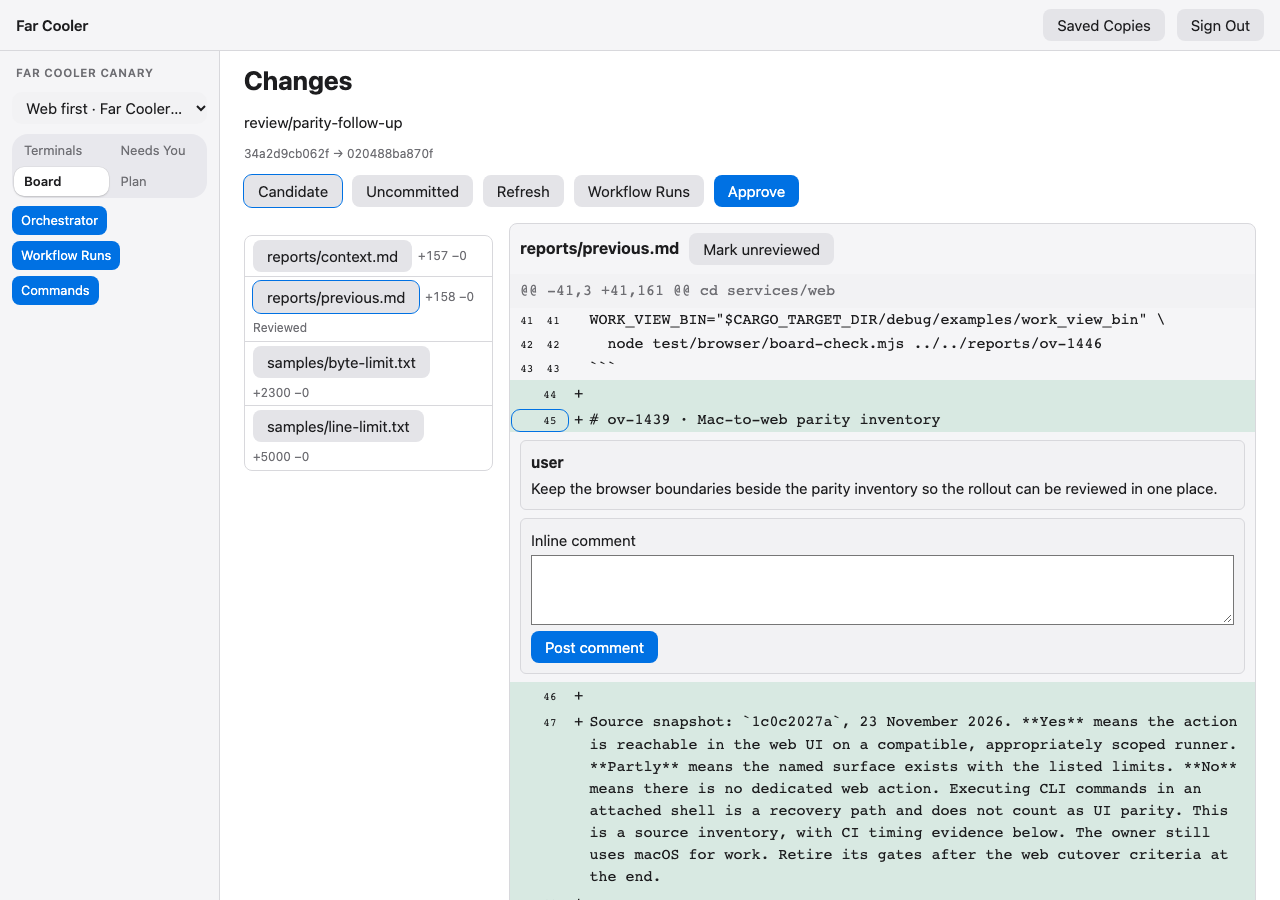 Far Cooler
Saved Copies
Sign Out
FAR COOLER CANARY
Web first · Far Cooler...
Terminals
Needs You
Board
Plan
Orchestrator
Workflow Runs
Commands
Changes
review/parity-follow-up
34a2d9cb062f → 020488ba870f
Candidate
Uncommitted
Refresh
Workflow Runs
Approve
reports/context.md +157 −0
reports/previous.md +158 −0
Reviewed
samples/byte-limit.txt
+2300 −0
samples/line-limit.txt
+5000 −0
reports/previous.md
Mark unreviewed
@@ -41,3 +41,161 @@ cd services/web
41 41 WORK_VIEW_BIN="$CARGO_TARGET_DIR/debug/examples/work_view_bin" \
42 42 node test/browser/board-check.mjs ../../reports/ov-1446
43 43 ```
44 +
45 + # ov-1439 · Mac-to-web parity inventory
user
Keep the browser boundaries beside the parity inventory so the rollout can be reviewed in one place.
Inline comment
Post comment
46 +
47 + Source snapshot: `1c0c2027a`, 23 November 2026. **Yes** means the action
is reachable in the web UI on a compatible, appropriately scoped runner.
**Partly** means the named surface exists with the listed limits. **No**
means there is no dedicated web action. Executing CLI commands in an
attached shell is a recovery path and does not count as UI parity. This
is a source inventory, with CI timing evidence below. The owner still
uses macOS for work. Retire its gates after the web cutover criteria at
the end.